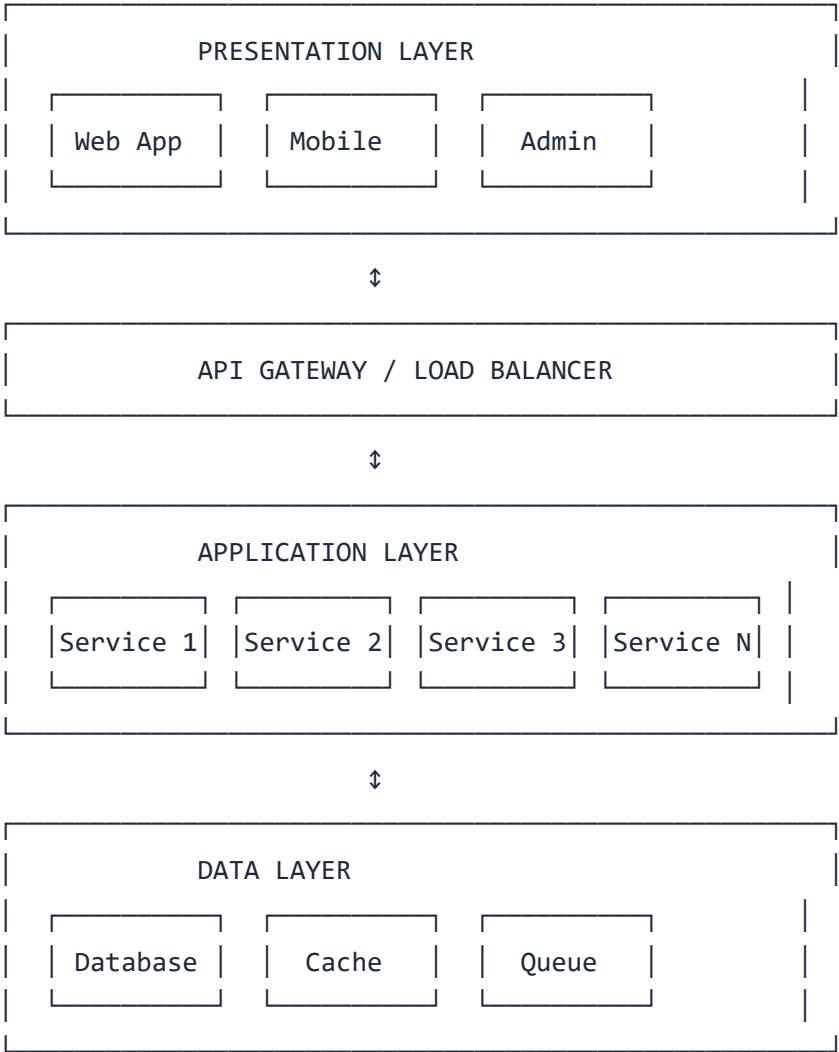 PRESENTATION LAYER
Web App Mobile Admin
↕
API GATEWAY / LOAD BALANCER
↕
APPLICATION LAYER
Service 1 Service 2 Service 3 Service N
↕
DATA LAYER
Database Cache Queue